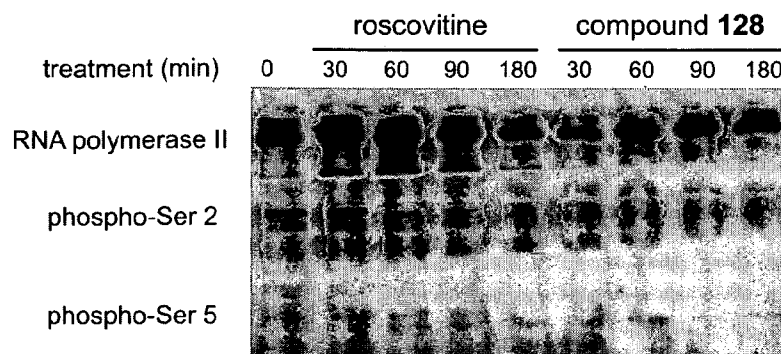 roscovitine compound 128
treatment (min) 0 30 60 90 180 30 60 90 180
RNA polymerase II
phospho-Ser 2
phospho-Ser 5